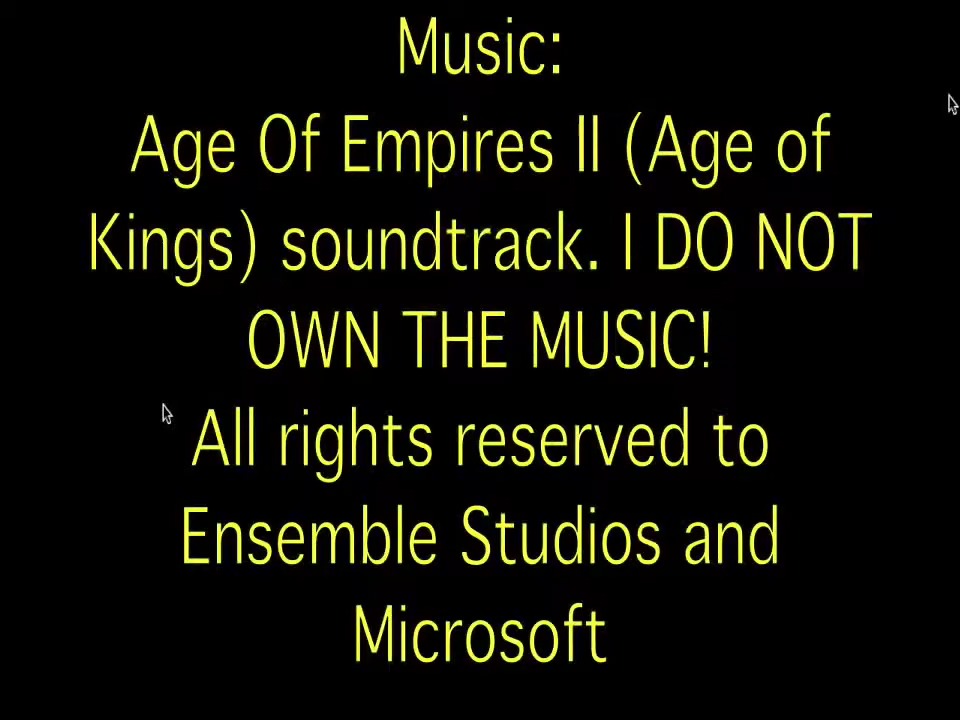 Music:
Age Of Empires II (Age of
Kings) soundtrack. I DO NOT
OWN THE MUSIC!
All rights reserved to
Ensemble Studios and
Microsoft